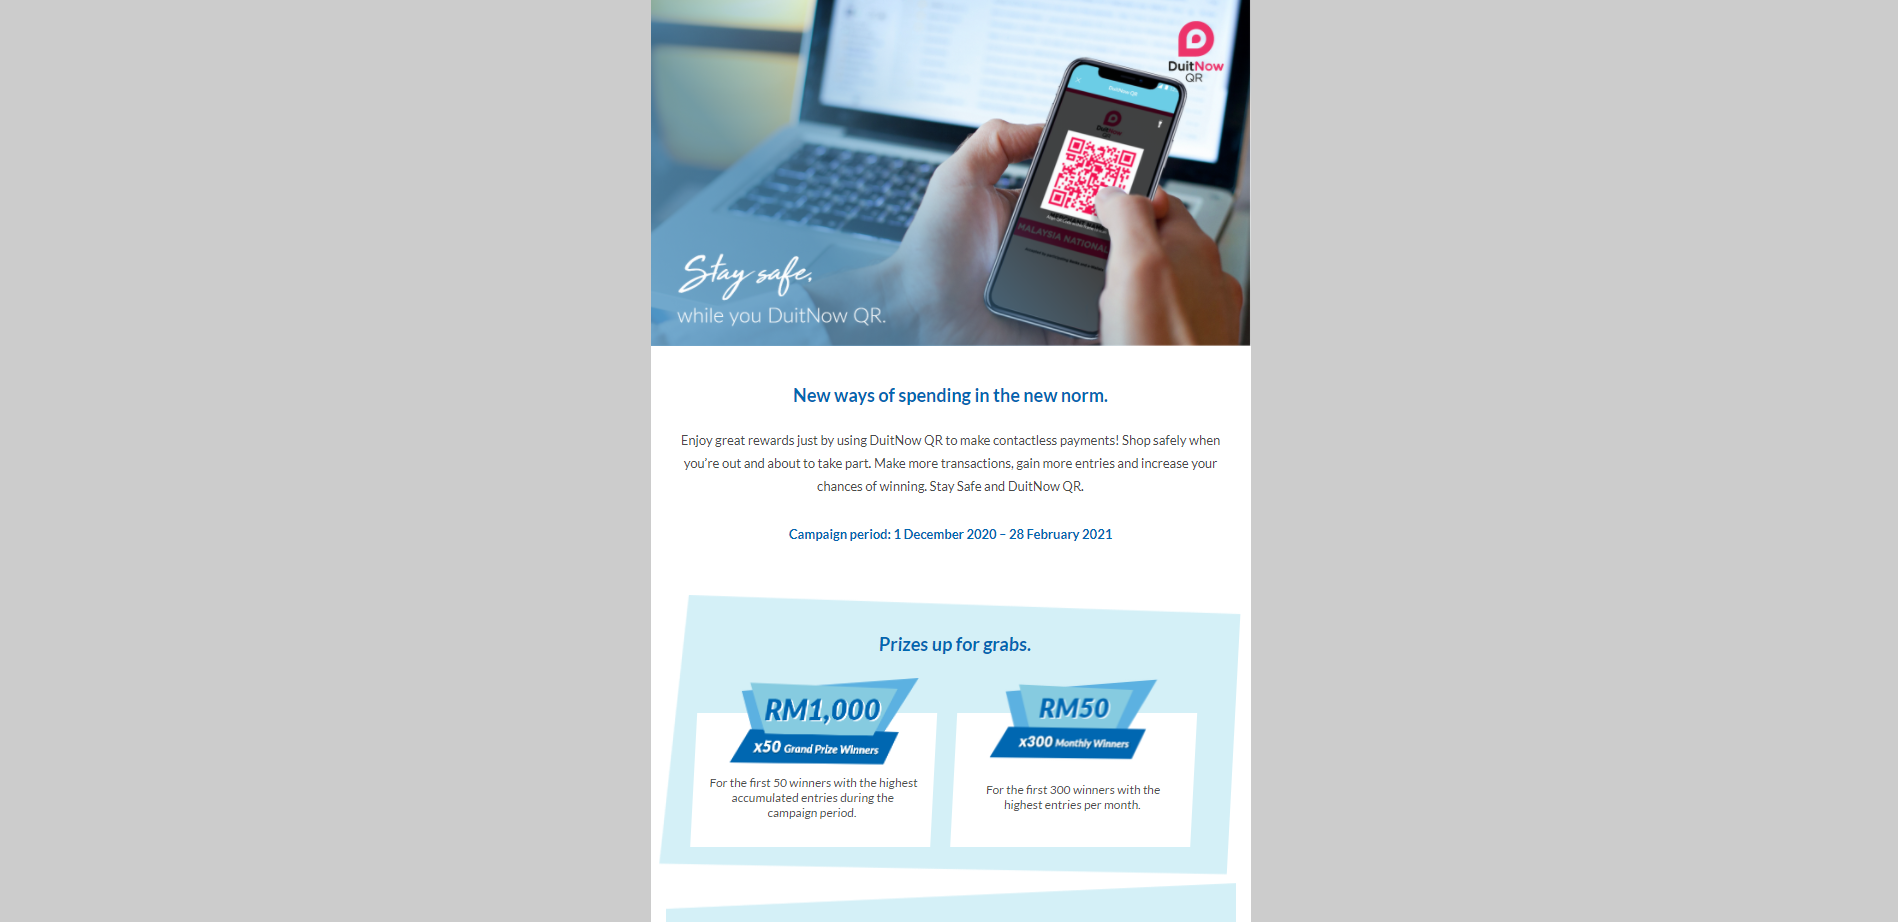 DuitNow
QR
DuitNow QR
DuitNow
MALAYSIA NATIONAL
Stay safe.
while you DuitNow QR.
New ways of spending in the new norm.
Enjoy great rewards just by using DuitNow QR to make contactless payments! Shop safely when
you’re out and about to take part. Make more transactions, gain more entries and increase your
chances of winning. Stay Safe and DuitNow QR.
Campaign period: 1 December 2020 – 28 February 2021
Prizes up for grabs.
RM1,000
x50 Grand Prize Winners
For the first 50 winners with the highest
accumulated entries during the
campaign period.
RM50
x300 Monthly Winners
For the first 300 winners with the
highest entries per month.